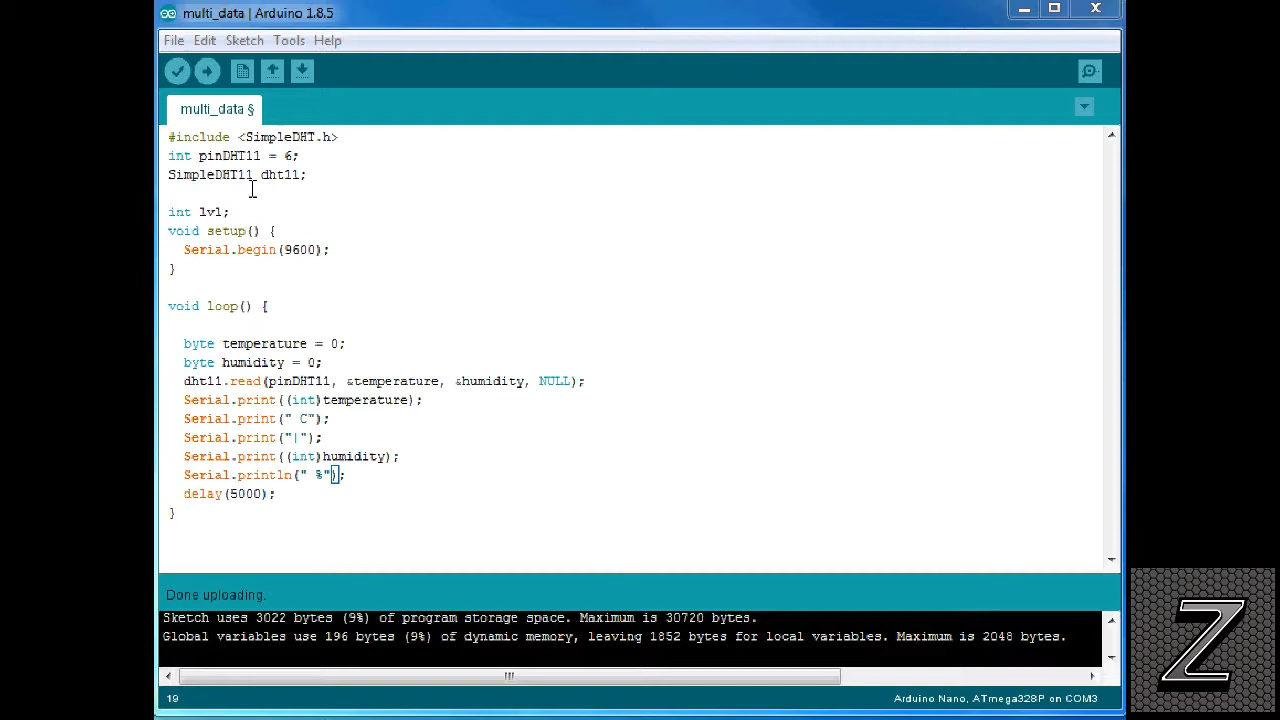 multi_data | Arduino 1.8.5
File Edit Sketch Tools Help
multi_data §
#include <SimpleDHT.h>
int pinDHT11 = 6;
SimpleDHT11 dht11;
int lvl;
void setup() {
Serial.begin(9600);
}
void loop() {
byte temperature = 0;
byte humidity = 0;
dht11.read(pinDHT11, &temperature, &humidity, NULL);
Serial.print((int)temperature);
Serial.print(" C");
Serial.print("|");
Serial.print((int)humidity);
Serial.println(" %");
delay(5000);
}
Done uploading.
Sketch uses 3022 bytes (9%) of program storage space. Maximum is 30720 bytes.
Global variables use 196 bytes (9%) of dynamic memory, leaving 1852 bytes for local variables. Maximum is 2048 bytes.
19 Arduino Nano, ATmega328P on COM3
Z